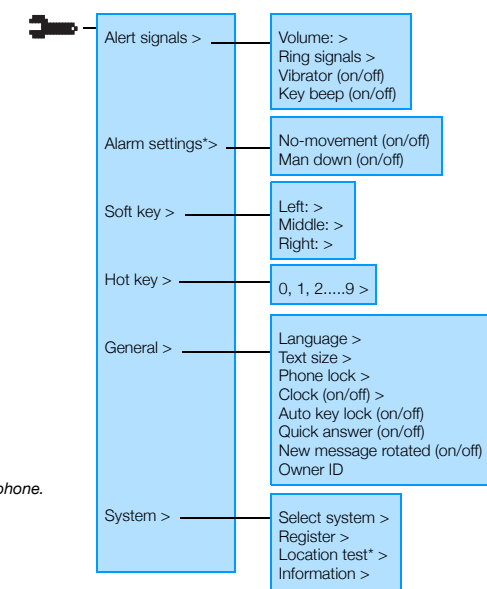 Alert signals >
Volume: >
Ring signals >
Vibrator (on/off)
Key beep (on/off)
Alarm settings*>
No-movement (on/off)
Man down (on/off)
Soft key >
Left: >
Middle: >
Right: >
Hot key >
0, 1, 2.....9 >
General >
Language >
Text size >
Phone lock >
Clock (on/off) >
Auto key lock (on/off)
Quick answer (on/off)
New message rotated (on/off)
Owner ID
phone.
System >
Select system >
Register >
Location test* >
Information >